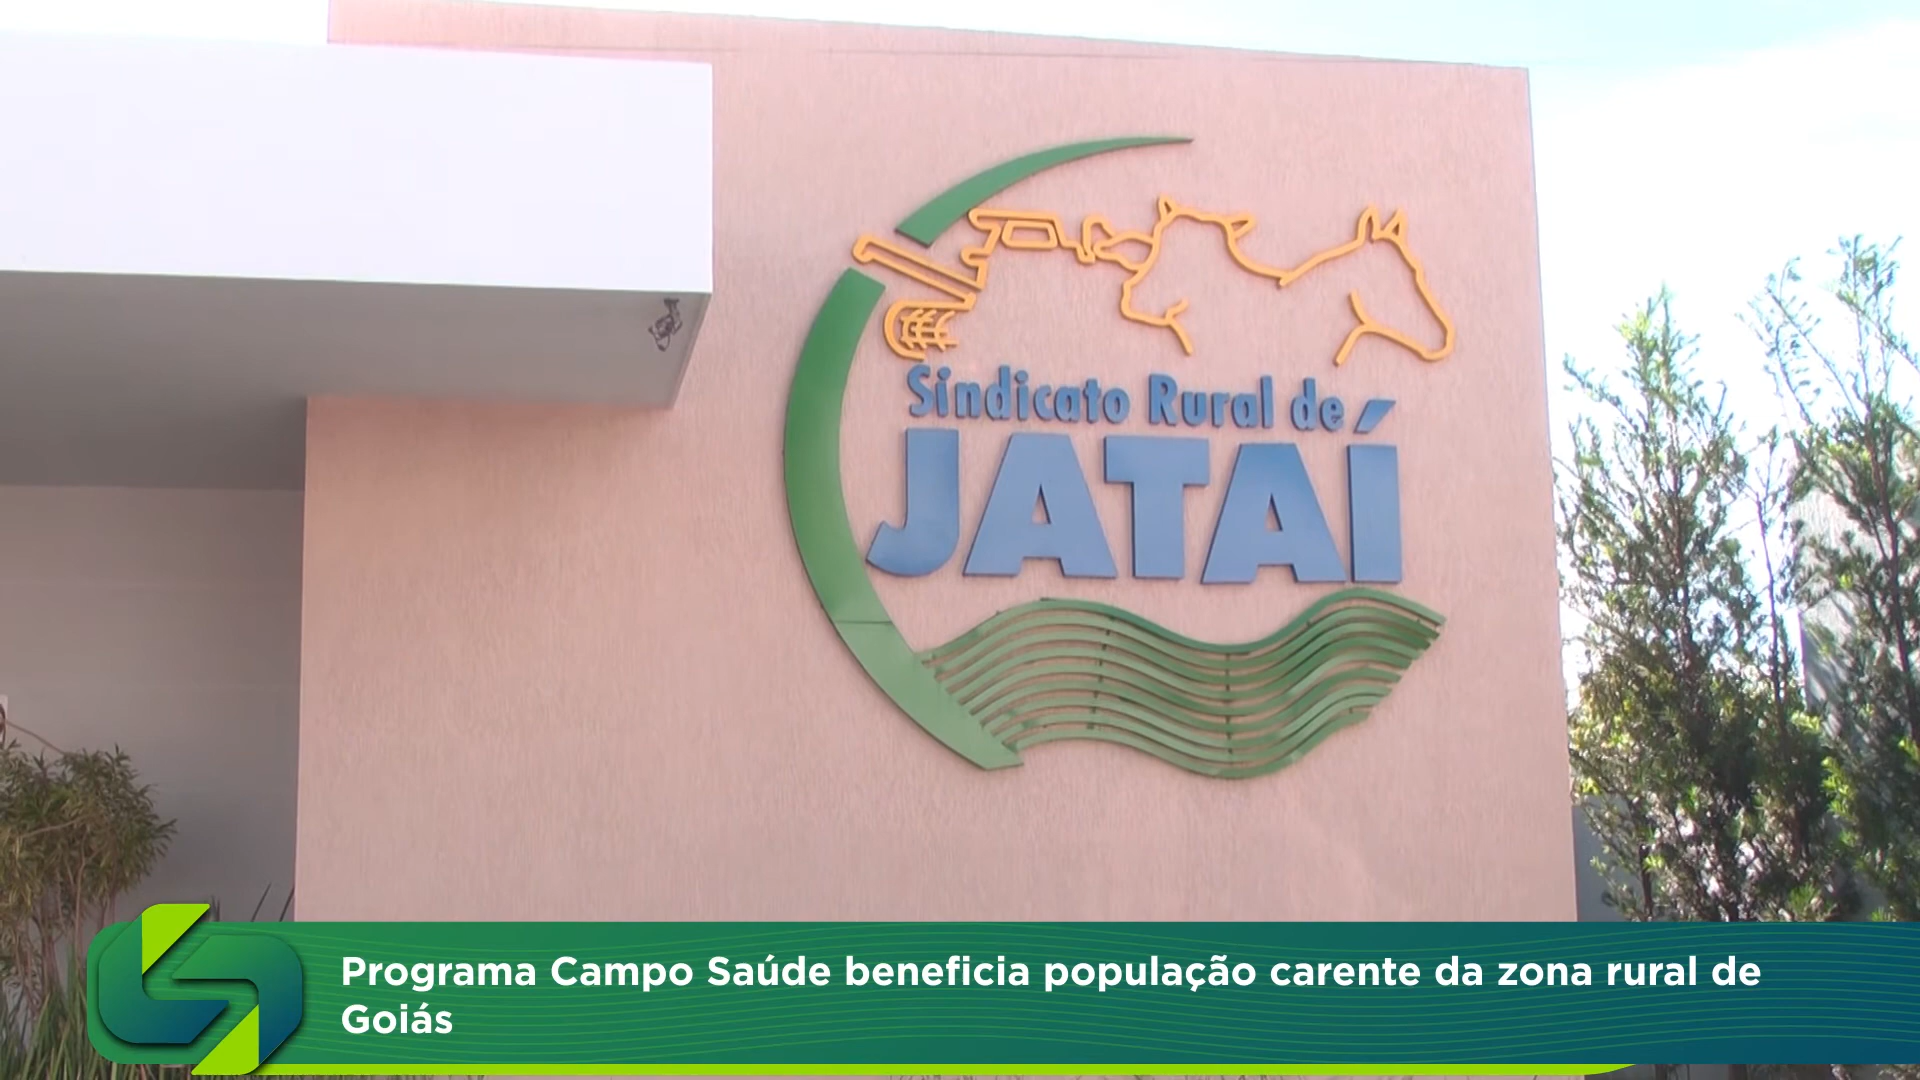 Sindicato Rural de
JATAÍ
Programa Campo Saúde beneficia população carente da zona rural de
Goiás